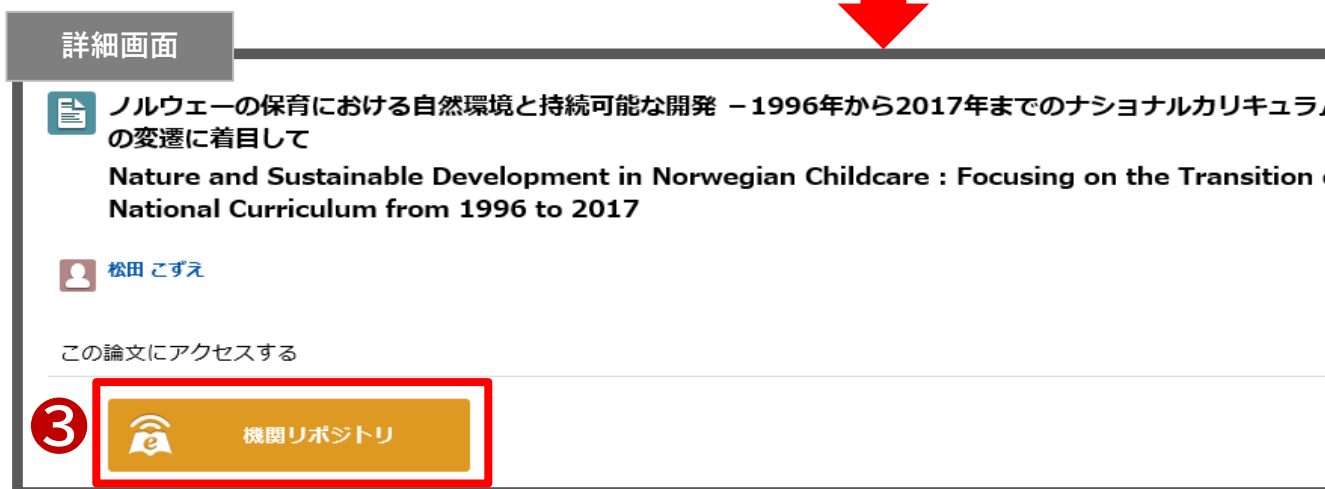 詳細画面
ノルウェーの保育における自然環境と持続可能な開発 －1996年から2017年までのナショナルカリキュラム
の変遷に着目して
Nature and Sustainable Development in Norwegian Childcare : Focusing on the Transition
National Curriculum from 1996 to 2017
松田 こずえ
この論文にアクセスする
3
機関リポジトリ